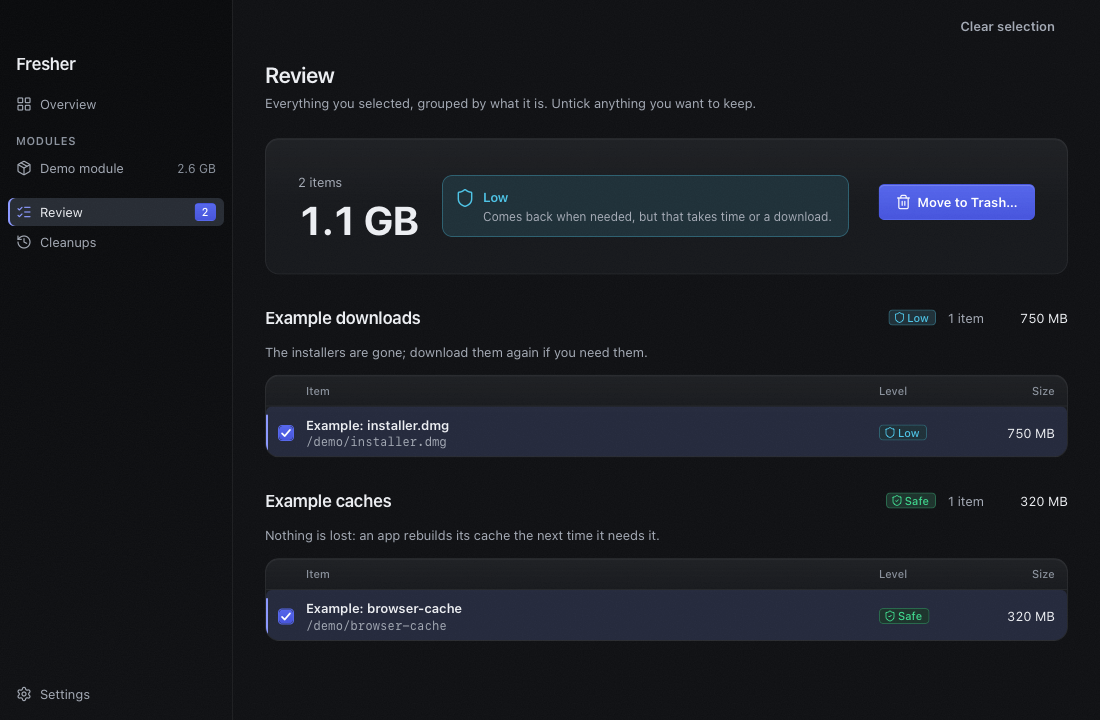 Clear selection
Fresher
Overview
MODULES
Demo module 2.6 GB
Review 2
Cleanups
Settings
Review
Everything you selected, grouped by what it is. Untick anything you want to keep.
2 items
1.1 GB
Low
Comes back when needed, but that takes time or a download.
Move to Trash...
Example downloads Low 1 item 750 MB
The installers are gone; download them again if you need them.
Item Level Size
Example: installer.dmg Low 750 MB
/demo/installer.dmg
Example caches Safe 1 item 320 MB
Nothing is lost: an app rebuilds its cache the next time it needs it.
Item Level Size
Example: browser-cache Safe 320 MB
/demo/browser-cache